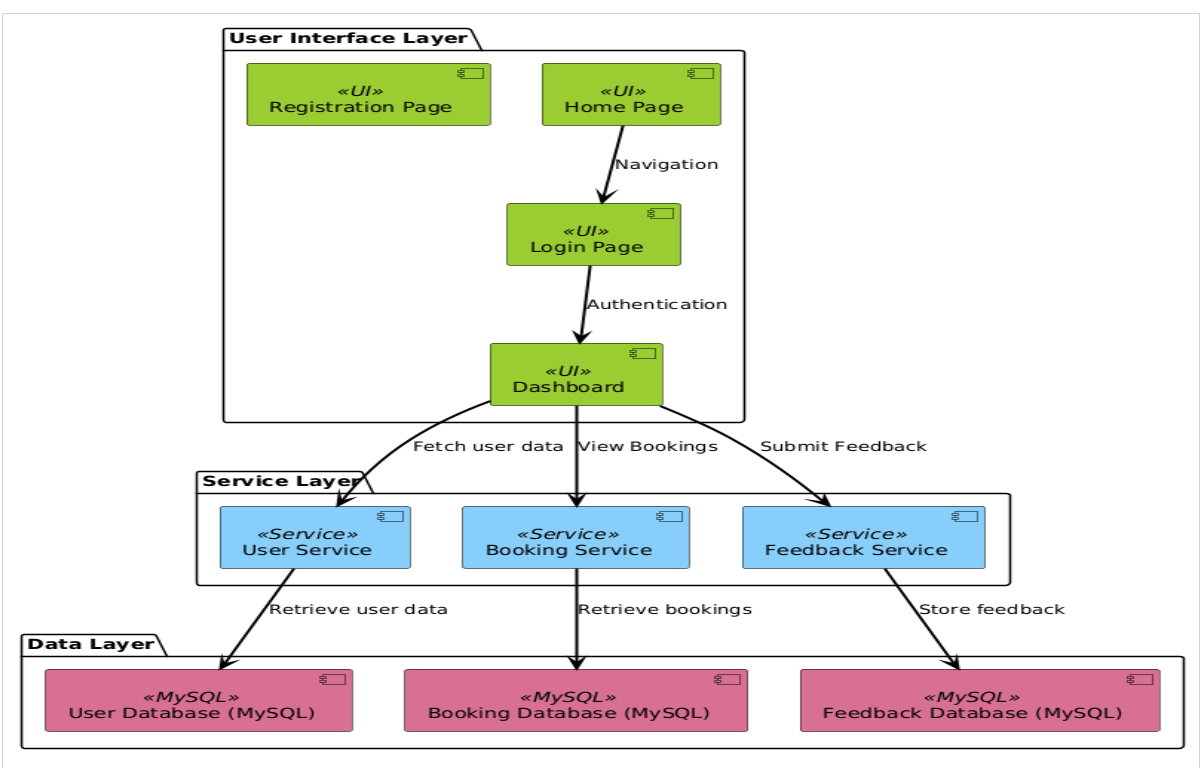 User Interface Layer
«UI»
Registration Page
«UI»
Home Page
Navigation
«UI»
Login Page
Authentication
«UI»
Dashboard
Fetch user data
View Bookings
Submit Feedback
Service Layer
«Service»
User Service
«Service»
Booking Service
«Service»
Feedback Service
Retrieve user data
Retrieve bookings
Store feedback
Data Layer
«MySQL»
User Database (MySQL)
«MySQL»
Booking Database (MySQL)
«MySQL»
Feedback Database (MySQL)